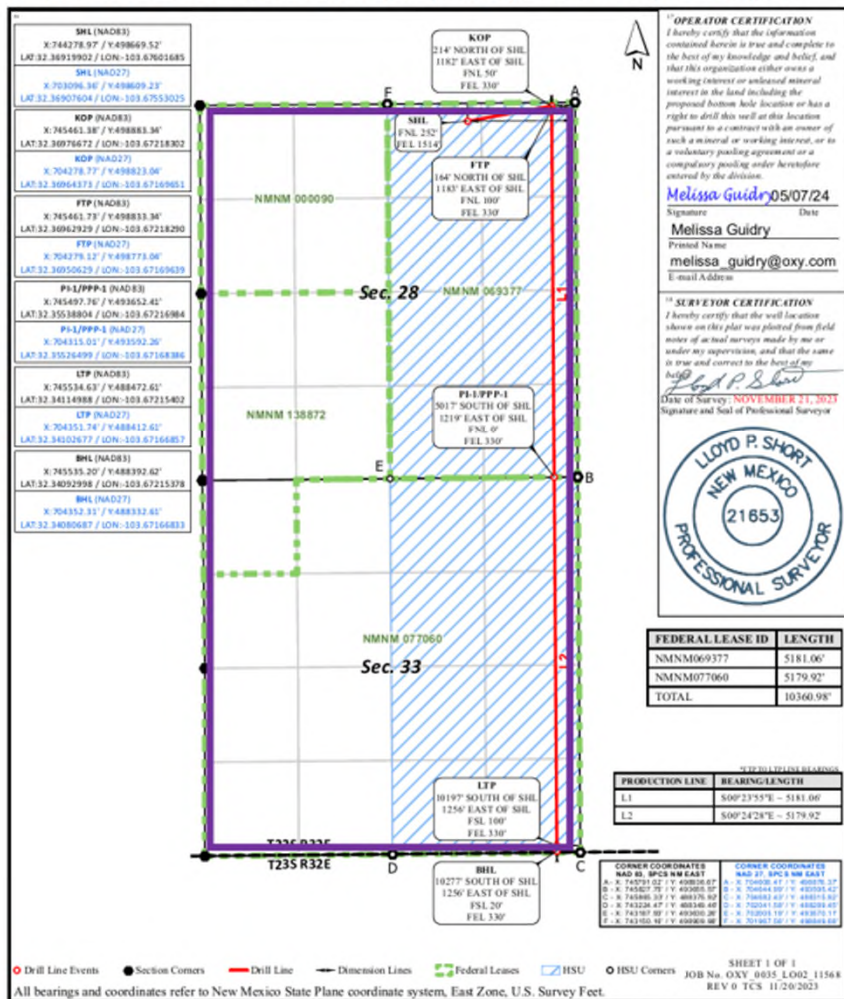 SHL (NAD83)
X:744278.97' / Y:498669.52'
LAT:32.36919902 / LON:-103.67601685
SHL (NAD27)
X:703096.36' / Y:498609.23'
LAT:32.36907604 / LON:-103.67553025
KOP (NAD83)
X:745461.38' / Y:498883.34'
LAT:32.36976672 / LON:-103.67218302
KOP (NAD27)
X:704278.77' / Y:498823.04'
LAT:32.36964373 / LON:-103.67169651
FTP (NAD83)
X:745461.73' / Y:498833.34'
LAT:32.36962929 / LON:-103.67218290
FTP (NAD27)
X:704279.12' / Y:498773.04'
LAT:32.36950629 / LON:-103.67169639
PI-1/PPP-1 (NAD83)
X:745497.76' / Y:493652.41'
LAT:32.35538804 / LON:-103.67216984
PI-1/PPP-1 (NAD27)
X:704315.01' / Y:493592.26'
LAT:32.35526499 / LON:-103.67168386
LTP (NAD83)
X:745534.63' / Y:488472.61'
LAT:32.34114988 / LON:-103.67215402
LTP (NAD27)
X:704351.74' / Y:488412.61'
LAT:32.34102677 / LON:-103.67166857
BHL (NAD83)
X:745535.20' / Y:488392.62'
LAT:32.34092998 / LON:-103.67215378
BHL (NAD27)
X:704352.31' / Y:488332.61'
LAT:32.34080687 / LON:-103.67166833
KOP
214' NORTH OF SHL
1182' EAST OF SHL
FNL 50'
FEL 330'
N
F
A
SHL
FNL 252'
FEL 1514'
FTP
164' NORTH OF SHL
1183' EAST OF SHL
FNL 100'
FEL 330'
NMNM 000090
Sec. 28
NMNM 069377
L1
PI-1/PPP-1
5017' SOUTH OF SHL
1219' EAST OF SHL
FNL 0'
FEL 330'
NMNM 138872
E
B
NMNM 077060
Sec. 33
L2
LTP
10197' SOUTH OF SHL
1256' EAST OF SHL
FSL 100'
FEL 330'
T22S R32E
T23S R32E
D
C
BHL
10277' SOUTH OF SHL
1256' EAST OF SHL
FSL 20'
FEL 330'
17 OPERATOR CERTIFICATION
I hereby certify that the information
contained herein is true and complete to
the best of my knowledge and belief, and
that this organization either owns a
working interest or unleased mineral
interest in the land including the
proposed bottom hole location or has a
right to drill this well at this location
pursuant to a contract with an owner of
such a mineral or working interest, or to
a voluntary pooling agreement or a
compulsory pooling order heretofore
entered by the division.
Melissa Guidry 05/07/24
Signature Date
Melissa Guidry
Printed Name
melissa_guidry@oxy.com
E-mail Address
18 SURVEYOR CERTIFICATION
I hereby certify that the well location
shown on this plat was plotted from field
notes of actual surveys made by me or
under my supervision, and that the same
is true and correct to the best of my
belief.
Lloyd P. Short
Date of Survey: NOVEMBER 21, 2023
Signature and Seal of Professional Surveyor
LLOYD P. SHORT
NEW MEXICO
21653
PROFESSIONAL SURVEYOR
FEDERAL LEASE ID LENGTH
NMNM069377 5181.06'
NMNM077060 5179.92'
TOTAL 10360.98'
*FTP TO LTP LINE BEARINGS
PRODUCTION LINE BEARING/LENGTH
L1 S00°23'55"E ~ 5181.06'
L2 S00°24'28"E ~ 5179.92'
CORNER COORDINATES
NAD 83, SPCS NM EAST
CORNER COORDINATES
NAD 27, SPCS NM EAST
Drill Line Events
Section Corners
Drill Line
Dimension Lines
Federal Leases
HSU
HSU Corners
All bearings and coordinates refer to New Mexico State Plane coordinate system, East Zone, U.S. Survey Feet.
SHEET 1 OF 1
JOB No. OXY_0035_LO02_11568
REV 0 TCS 11/20/2023